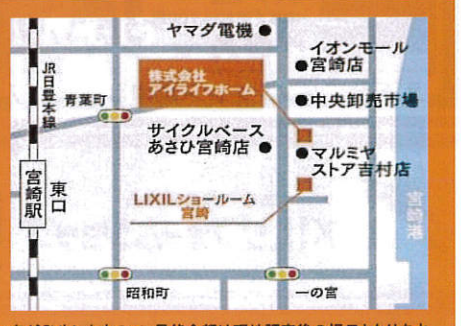 ヤマダ電機
イオンモール
宮崎店
株式会社
アイライフホーム
JR日豊本線
青葉町
中央卸売市場
サイクルベース
あさひ宮崎店
マルミヤ
ストア吉村店
宮崎駅
東口
LIXILショールーム
宮崎
宮崎港
昭和町
一の宮